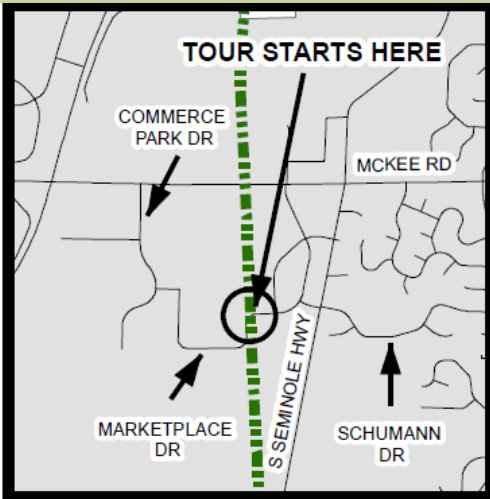 TOUR STARTS HERE
COMMERCE
PARK DR
MCKEE RD
S SEMINOLE HWY
MARKETPLACE
DR
SCHUMANN
DR